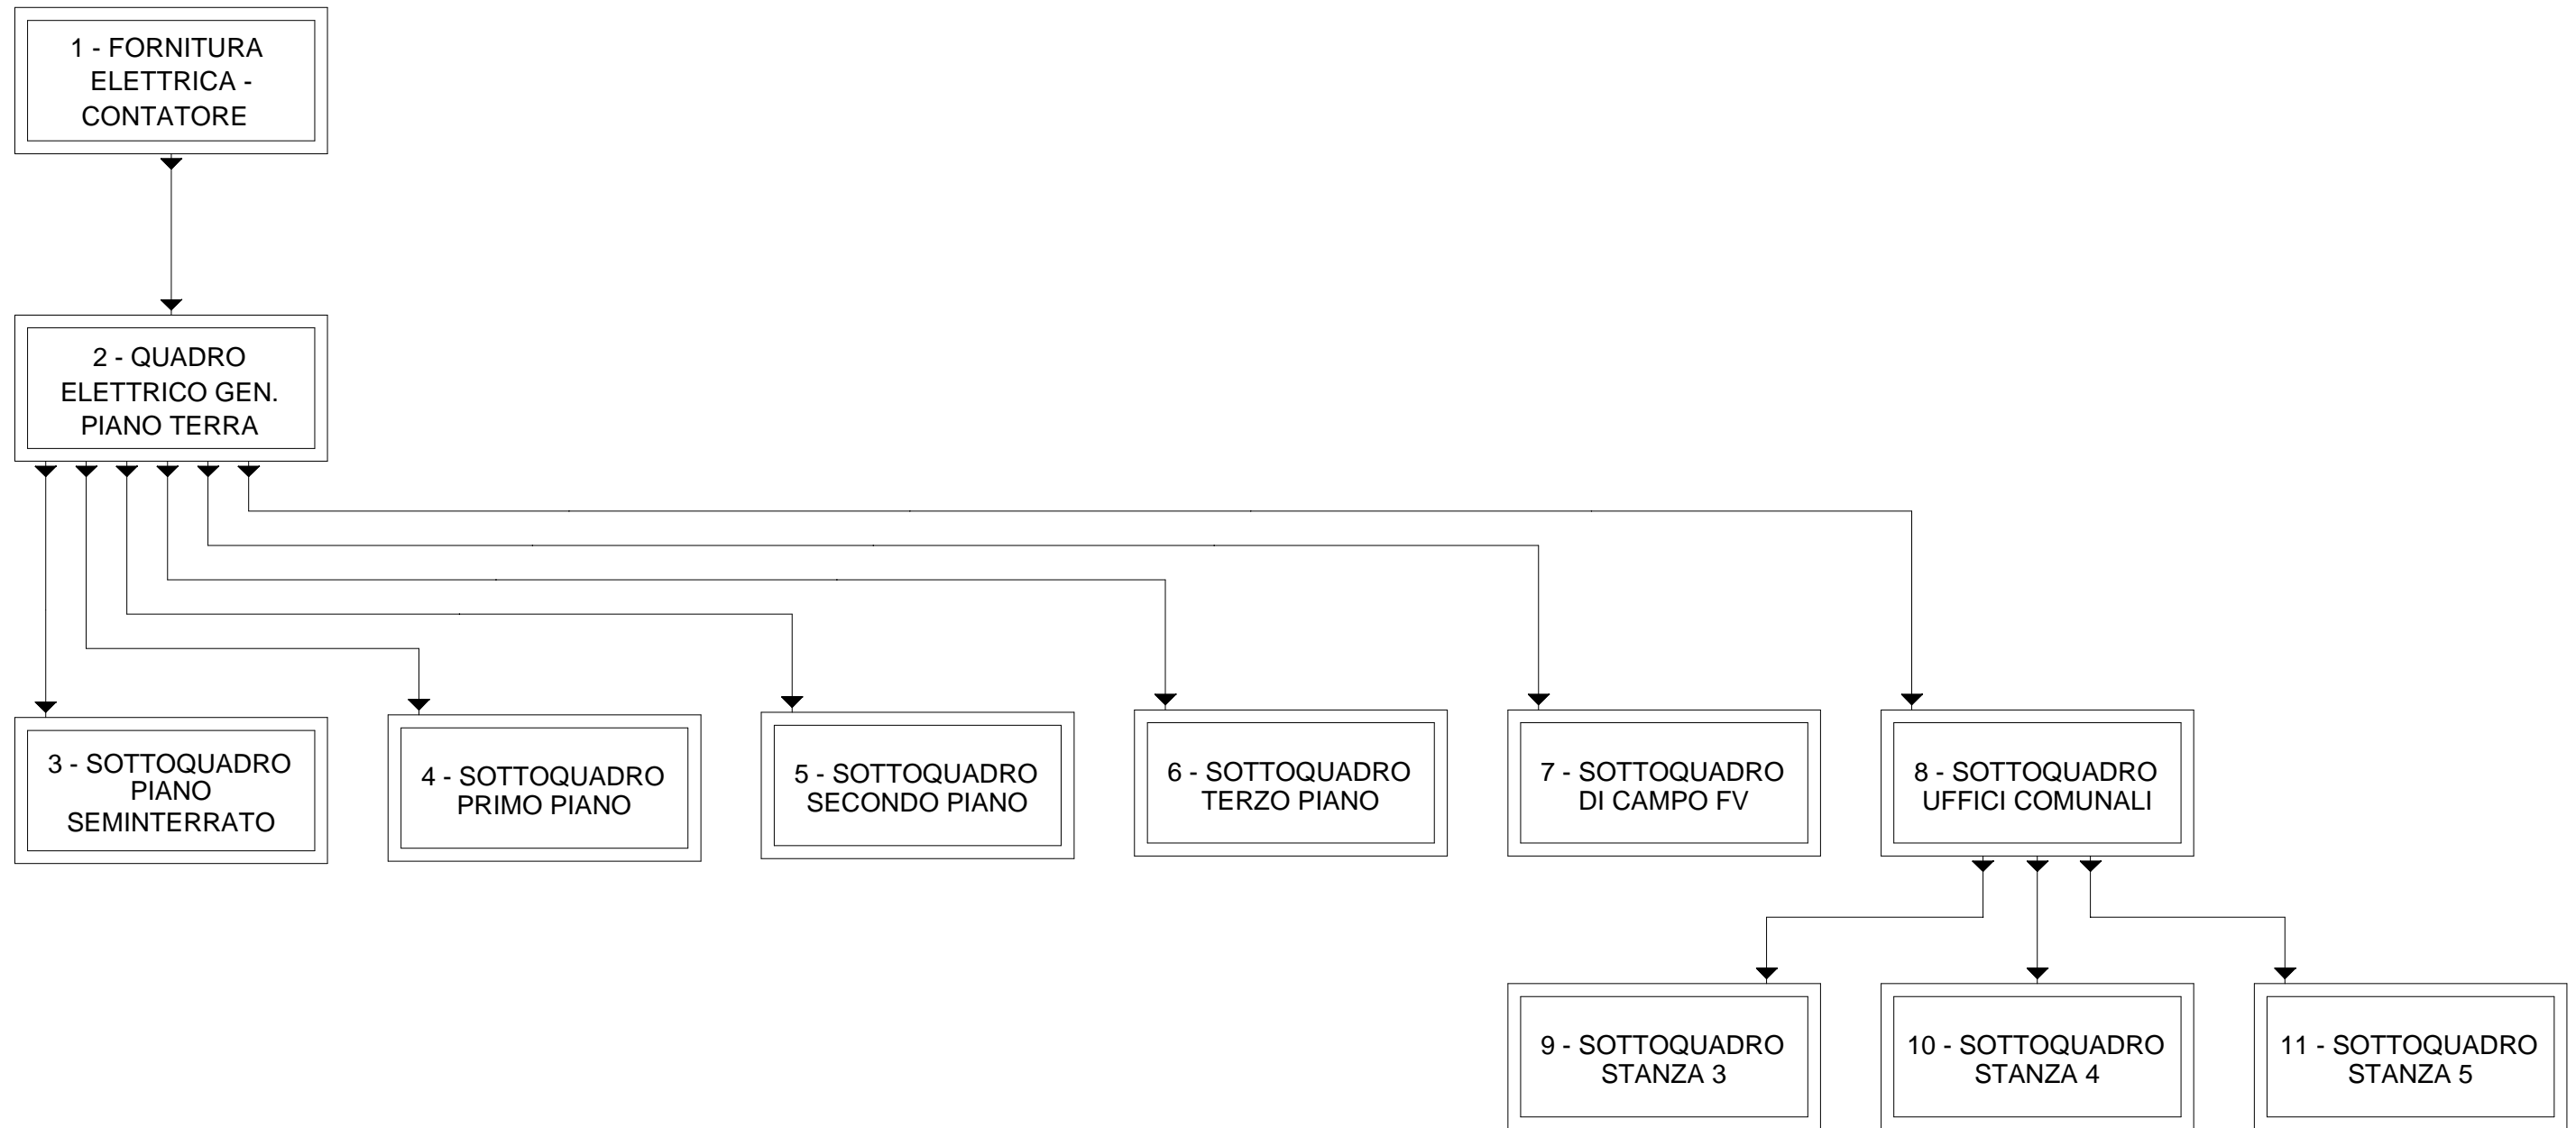 1 - FORNITURA
ELETTRICA -
CONTATORE
2 - QUADRO
ELETTRICO GEN.
PIANO TERRA
3 - SOTTOQUADRO
PIANO
SEMINTERRATO
4 - SOTTOQUADRO
PRIMO PIANO
5 - SOTTOQUADRO
SECONDO PIANO
6 - SOTTOQUADRO
TERZO PIANO
7 - SOTTOQUADRO
DI CAMPO FV
8 - SOTTOQUADRO
UFFICI COMUNALI
9 - SOTTOQUADRO
STANZA 3
10 - SOTTOQUADRO
STANZA 4
11 - SOTTOQUADRO
STANZA 5